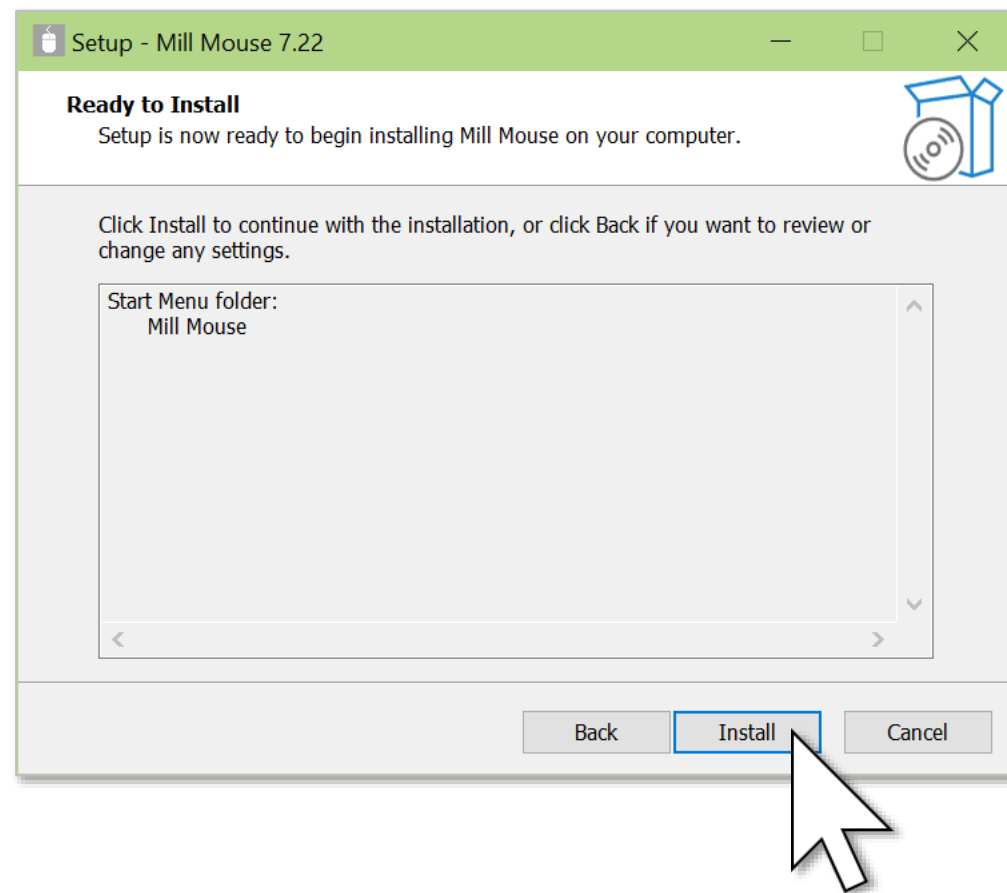 Setup - Mill Mouse 7.22
Ready to Install
Setup is now ready to begin installing Mill Mouse on your computer.
Click Install to continue with the installation, or click Back if you want to review or
change any settings.
Start Menu folder:
Mill Mouse
Back
Install
Cancel